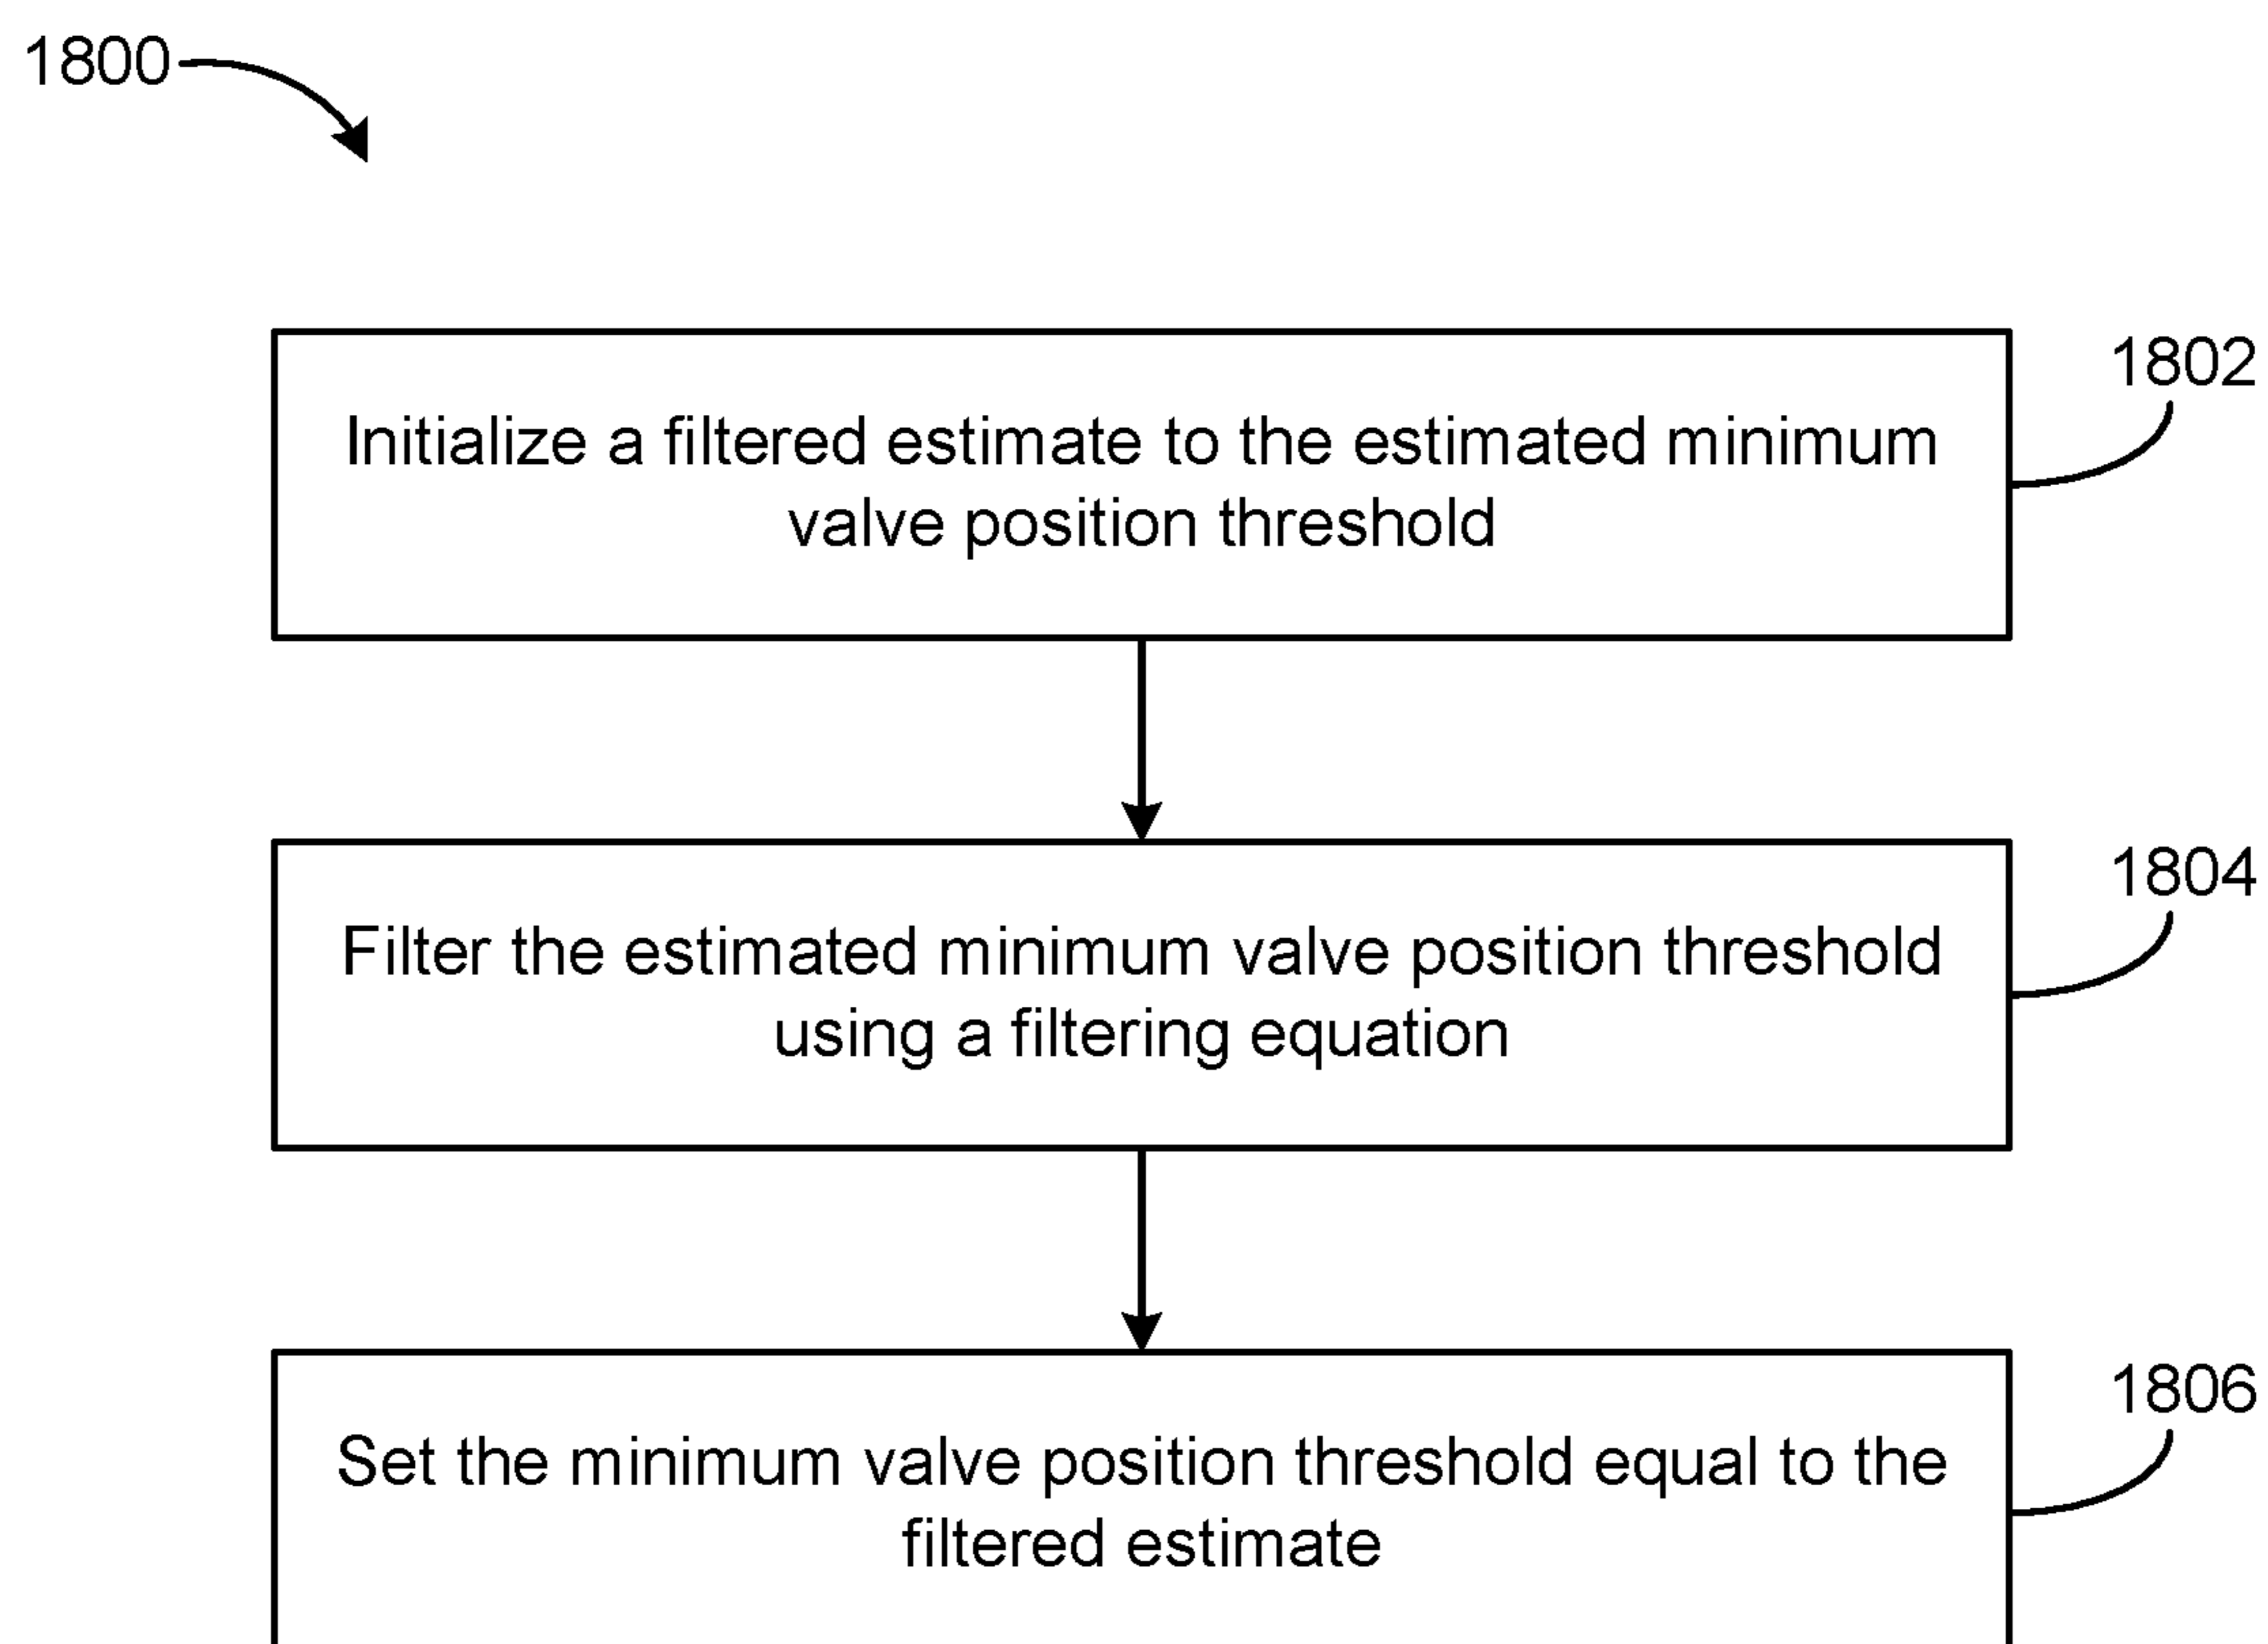 1800
1802
Initialize a filtered estimate to the estimated minimum
valve position threshold
1804
Filter the estimated minimum valve position threshold
using a filtering equation
1806
Set the minimum valve position threshold equal to the
filtered estimate